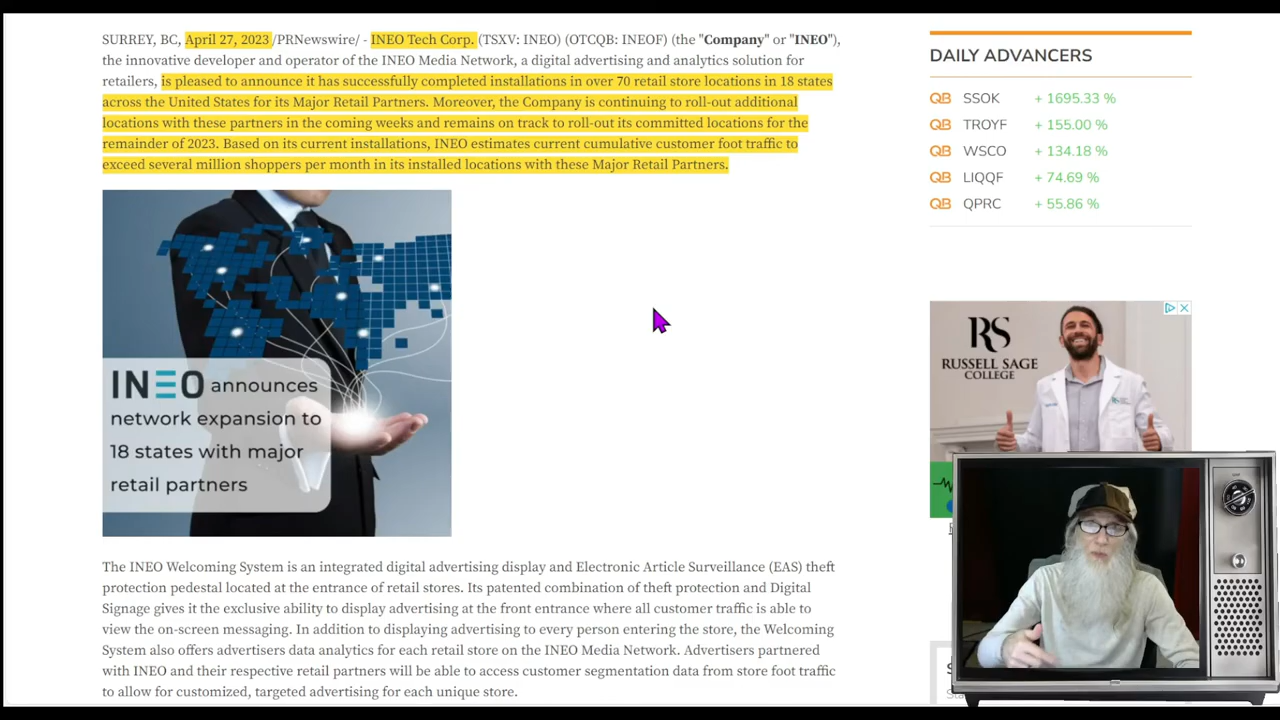 SURREY, BC, April 27, 2023 /PRNewswire/ - INEO Tech Corp. (TSXV: INEO) (OTCQB: INEOF) (the "Company" or "INEO"),
the innovative developer and operator of the INEO Media Network, a digital advertising and analytics solution for
retailers, is pleased to announce it has successfully completed installations in over 70 retail store locations in 18 states
across the United States for its Major Retail Partners. Moreover, the Company is continuing to roll-out additional
locations with these partners in the coming weeks and remains on track to roll-out its committed locations for the
remainder of 2023. Based on its current installations, INEO estimates current cumulative customer foot traffic to
exceed several million shoppers per month in its installed locations with these Major Retail Partners.
INEO announces
network expansion to
18 states with major
retail partners
The INEO Welcoming System is an integrated digital advertising display and Electronic Article Surveillance (EAS) theft
protection pedestal located at the entrance of retail stores. Its patented combination of theft protection and Digital
Signage gives it the exclusive ability to display advertising at the front entrance where all customer traffic is able to
view the on-screen messaging. In addition to displaying advertising to every person entering the store, the Welcoming
System also offers advertisers data analytics for each retail store on the INEO Media Network. Advertisers partnered
with INEO and their respective retail partners will be able to access customer segmentation data from store foot traffic
to allow for customized, targeted advertising for each unique store.
DAILY ADVANCERS
QB SSOK + 1695.33 %
QB TROYF + 155.00 %
QB WSCO + 134.18 %
QB LIQQF + 74.69 %
QB QPRC + 55.86 %
RS
RUSSELL SAGE
COLLEGE